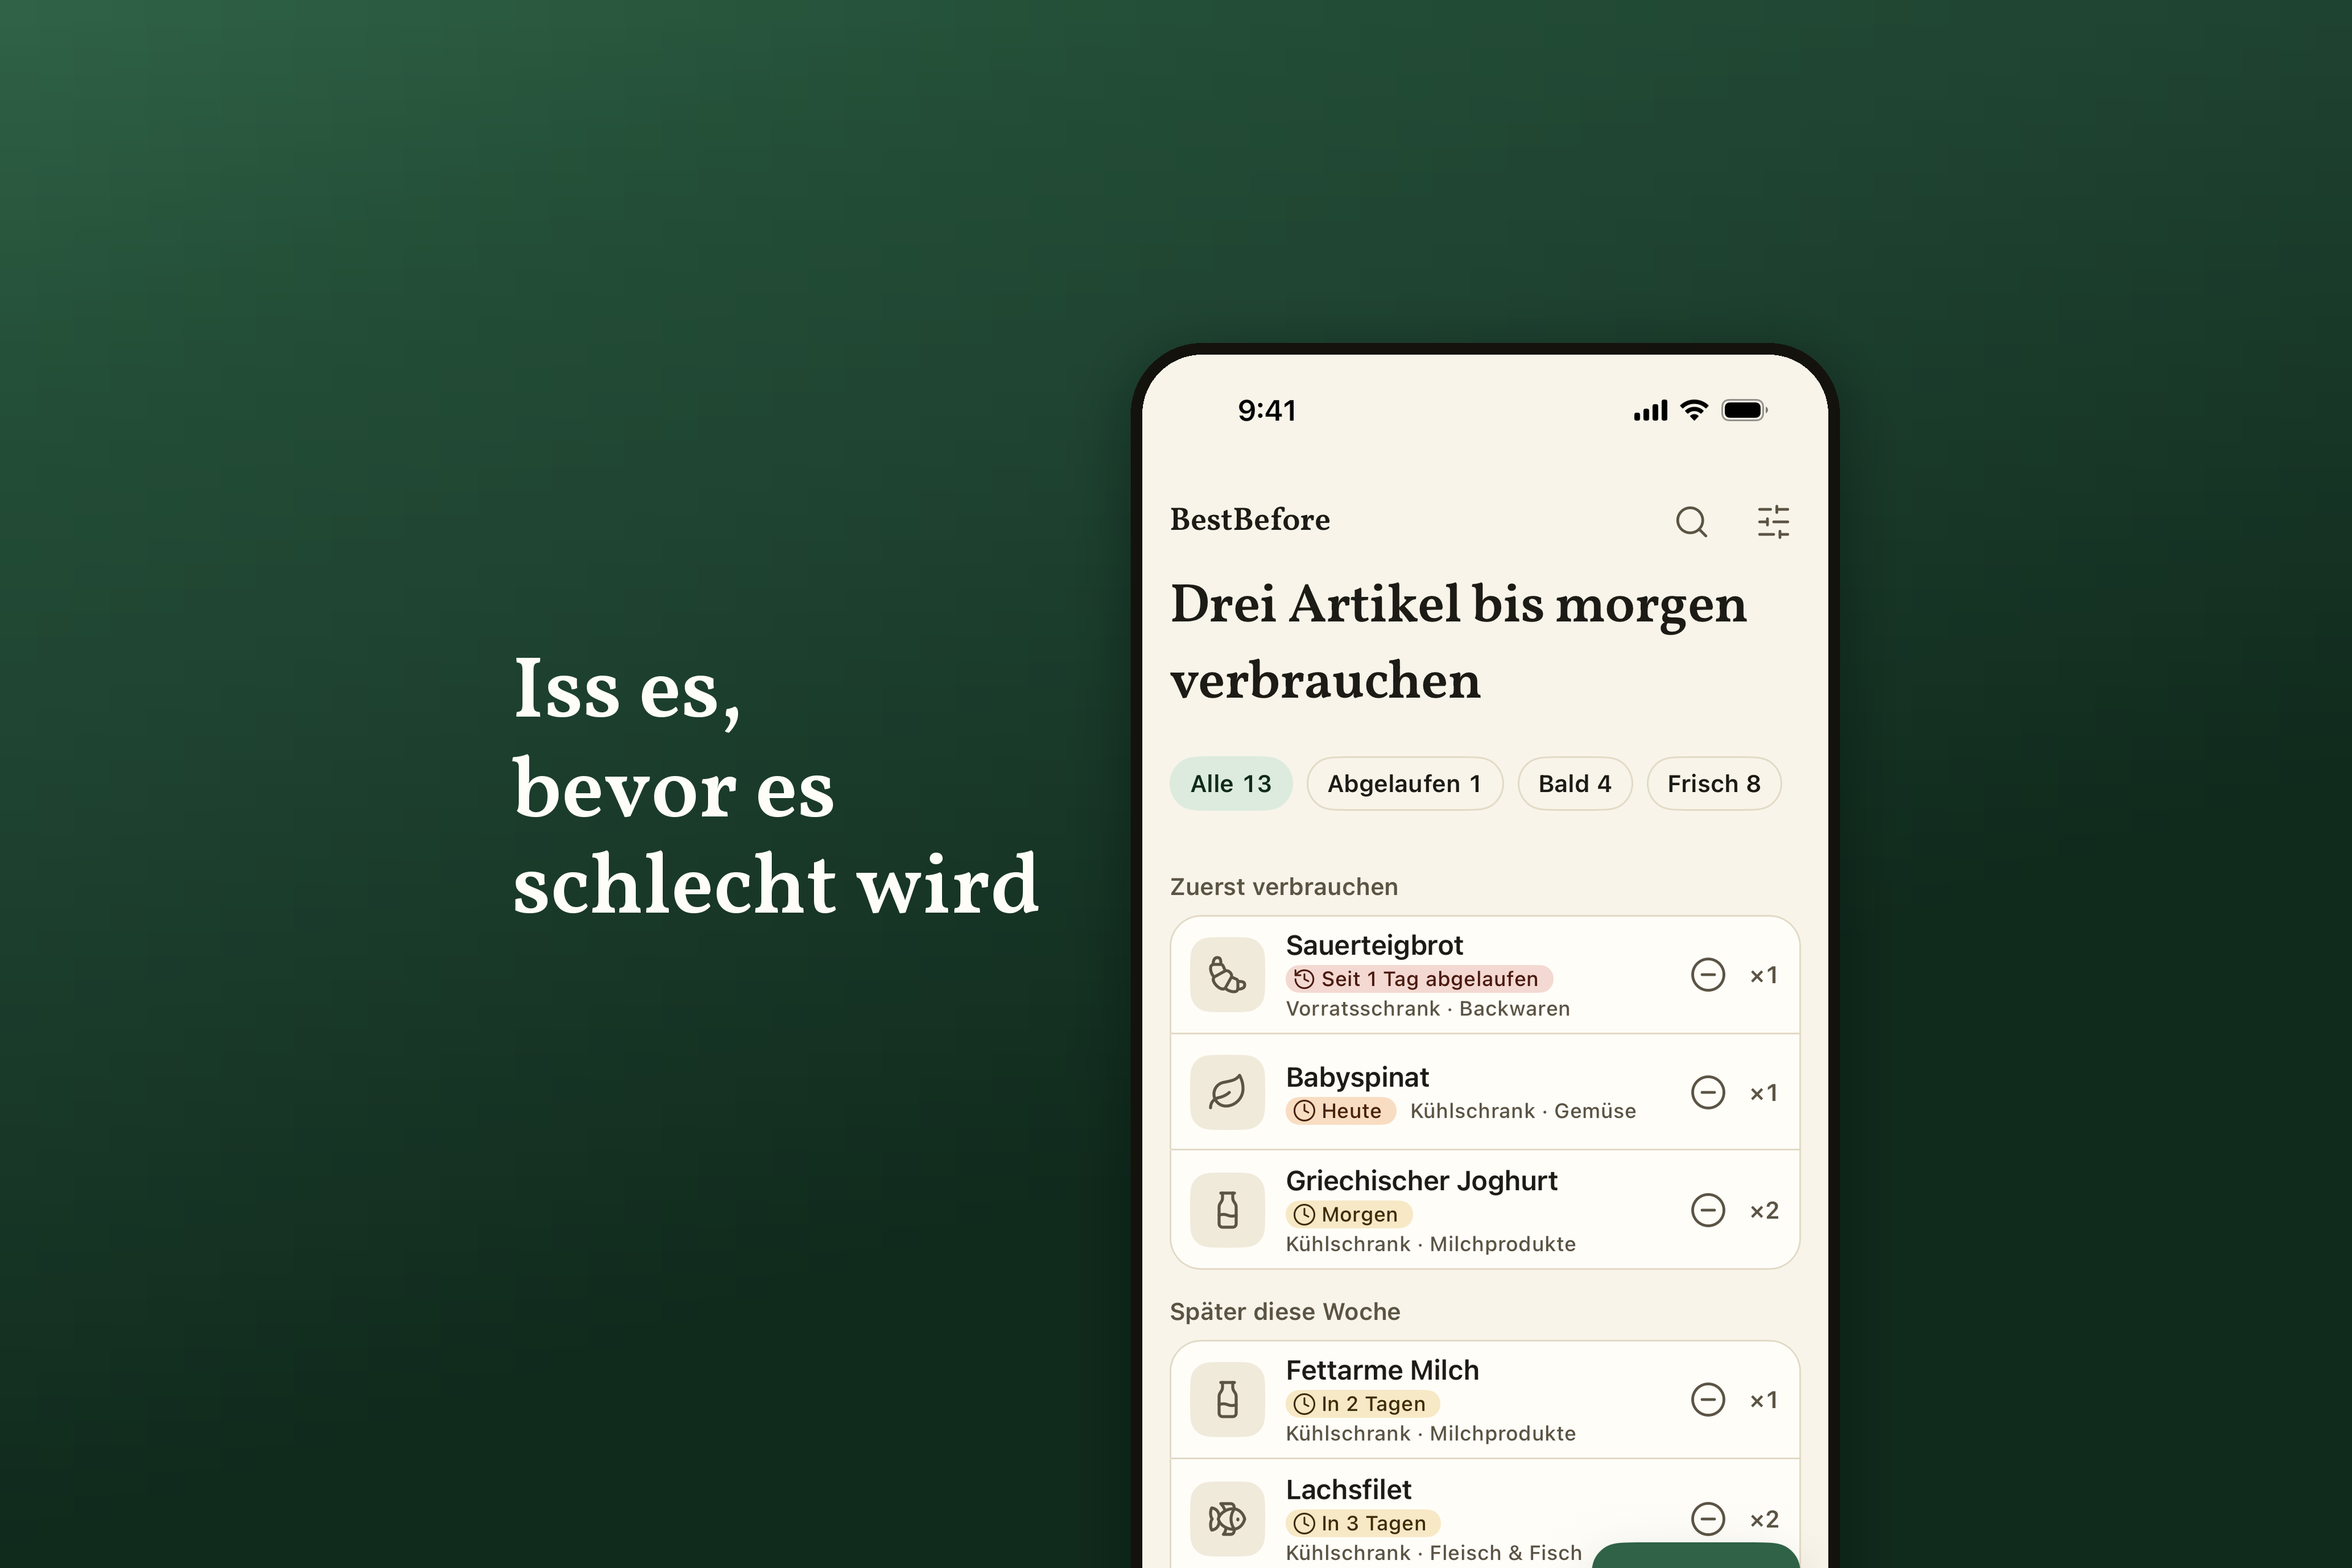 Iss es,
bevor es
schlecht wird
9:41
BestBefore
Drei Artikel bis morgen
verbrauchen
Alle 13 Abgelaufen 1 Bald 4 Frisch 8
Zuerst verbrauchen
Sauerteigbrot
Seit 1 Tag abgelaufen
Vorratsschrank · Backwaren
×1
Babyspinat
Heute Kühlschrank · Gemüse
×1
Griechischer Joghurt
Morgen
Kühlschrank · Milchprodukte
×2
Später diese Woche
Fettarme Milch
In 2 Tagen
Kühlschrank · Milchprodukte
×1
Lachsfilet
In 3 Tagen
Kühlschrank · Fleisch & Fisch
×2